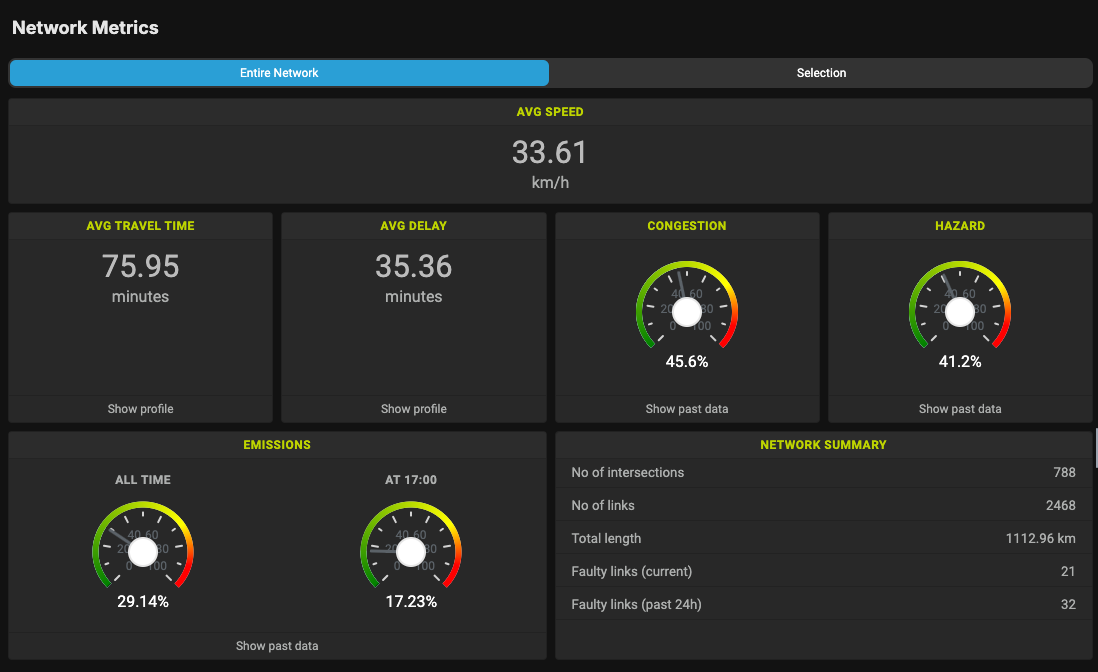 Network Metrics
Entire Network
Selection
AVG SPEED
33.61
km/h
AVG TRAVEL TIME
75.95
minutes
Show profile
AVG DELAY
35.36
minutes
Show profile
CONGESTION
40 60
20 80
0 100
45.6%
Show past data
HAZARD
40 60
20 80
0 100
41.2%
Show past data
EMISSIONS
ALL TIME
40 60
20 80
0 100
29.14%
AT 17:00
40 60
20 80
0 100
17.23%
Show past data
NETWORK SUMMARY
No of intersections 788
No of links 2468
Total length 1112.96 km
Faulty links (current) 21
Faulty links (past 24h) 32